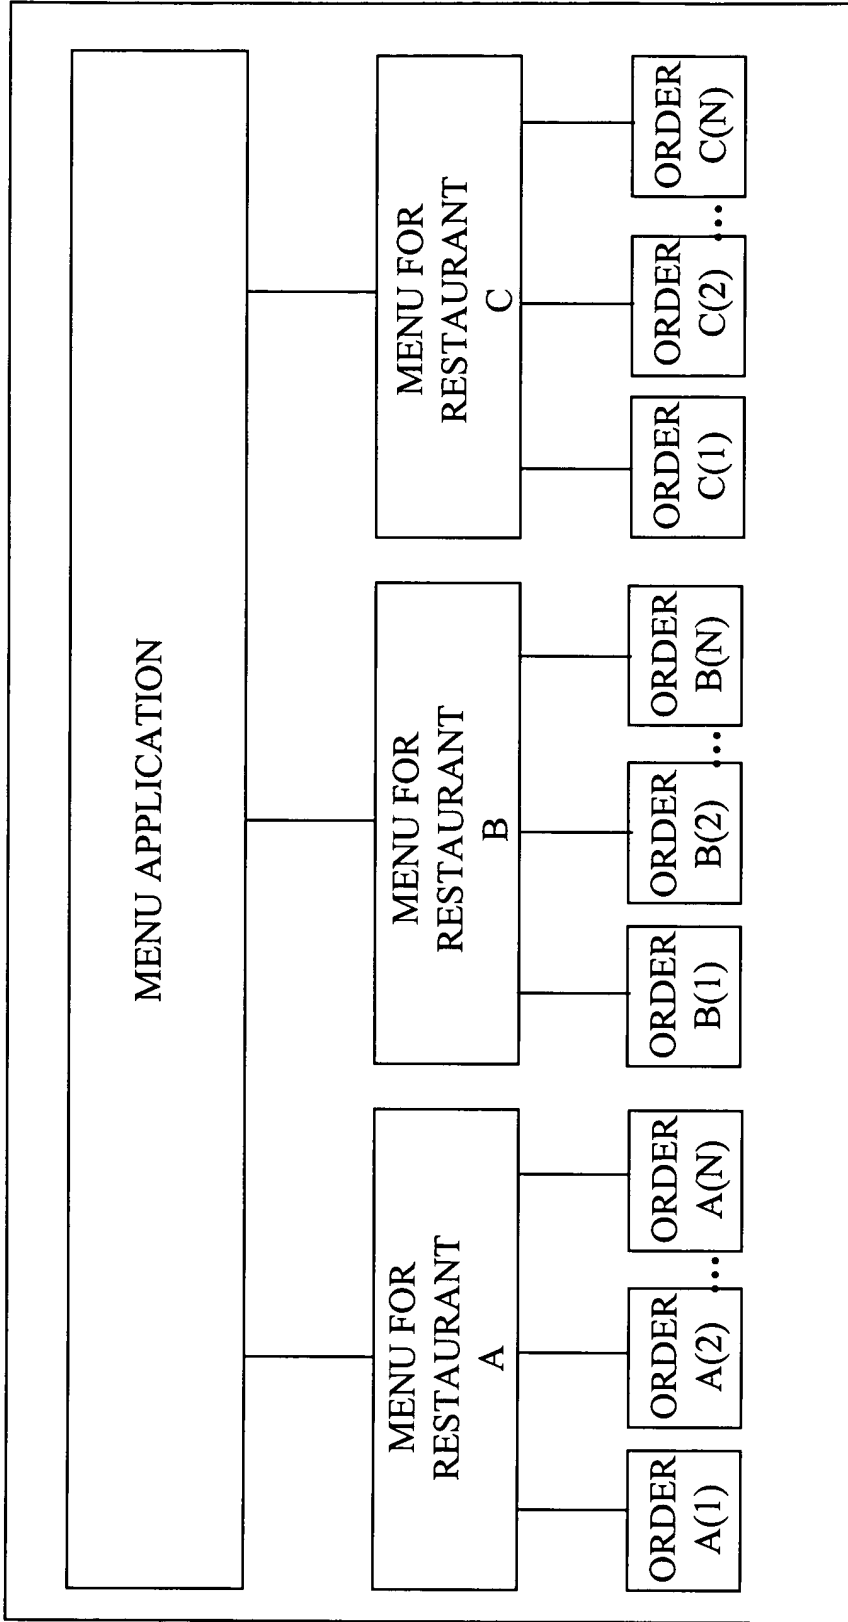 MENU APPLICATION
MENU FOR
RESTAURANT
A
MENU FOR
RESTAURANT
B
MENU FOR
RESTAURANT
C
ORDER
A(1)
ORDER
A(2)
...
ORDER
A(N)
ORDER
B(1)
ORDER
B(2)
...
ORDER
B(N)
ORDER
C(1)
ORDER
C(2)
...
ORDER
C(N)